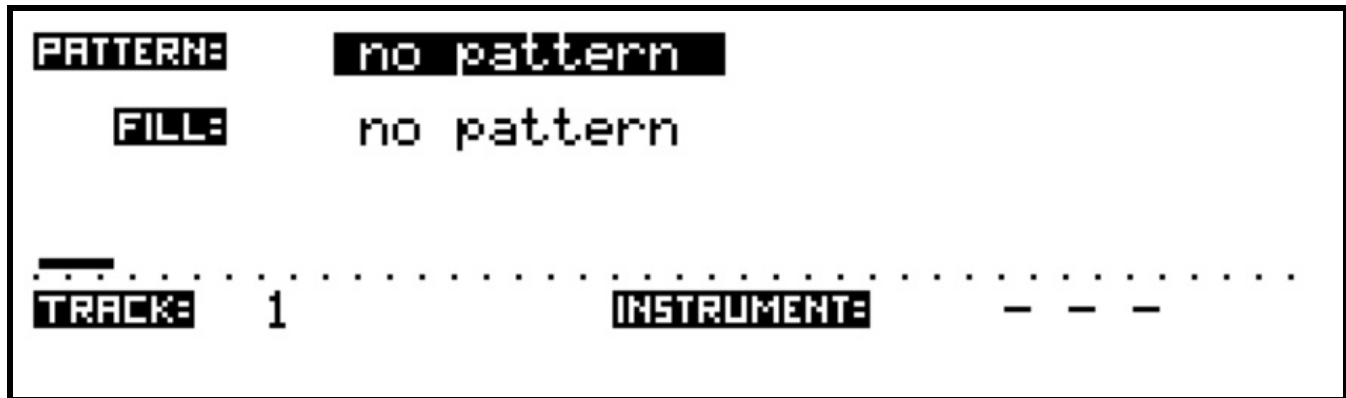 PATTERN: no pattern
FILL: no pattern
TRACK: 1 INSTRUMENT: - - -